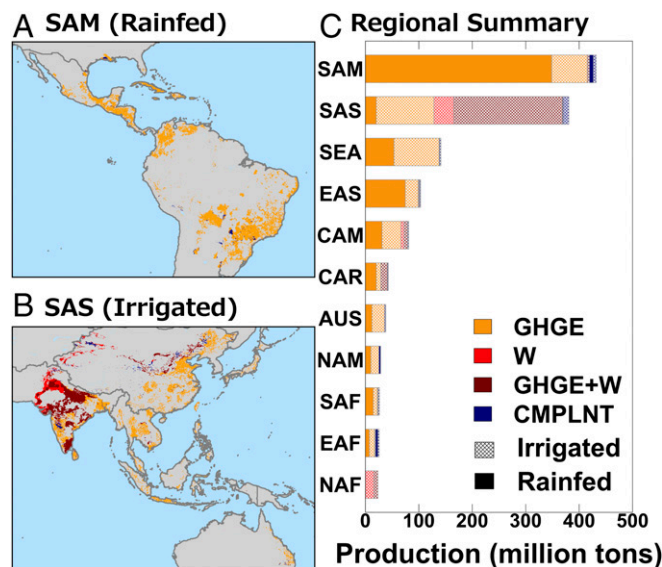 A SAM (Rainfed)
B SAS (Irrigated)
C Regional Summary
SAM
SAS
SEA
EAS
CAM
CAR
AUS
NAM
SAF
EAF
NAF
GHGE
W
GHGE+W
CMPLNT
Irrigated
Rainfed
0 100 200 300 400 500
Production (million tons)